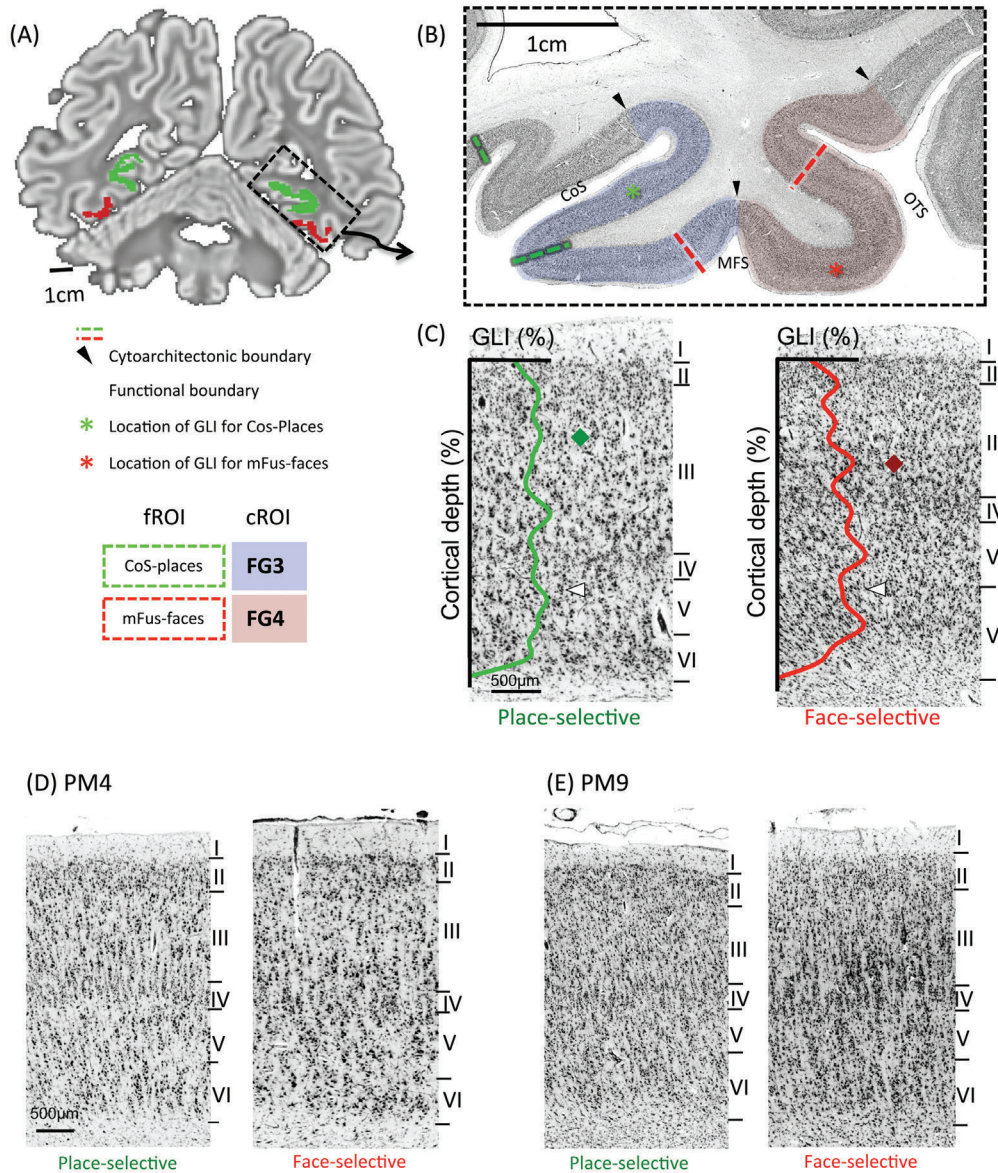 (A)
1cm
(B)
1cm
CoS
MFS
OTS
Cytoarchitectonic boundary
Functional boundary
Location of GLI for Cos-Places
Location of GLI for mFus-faces
fROI
cROI
CoS-places
FG3
mFus-faces
FG4
(C)
GLI (%)
Cortical depth (%)
500µm
Place-selective
I
II
III
IV
V
VI
GLI (%)
Cortical depth (%)
Face-selective
I
II
II
IV
V
V
(D) PM4
500µm
Place-selective
I
II
III
IV
V
VI
Face-selective
I
II
III
IV
V
VI
(E) PM9
Place-selective
I
II
III
IV
V
VI
Face-selective
I
II
III
IV
V
VI